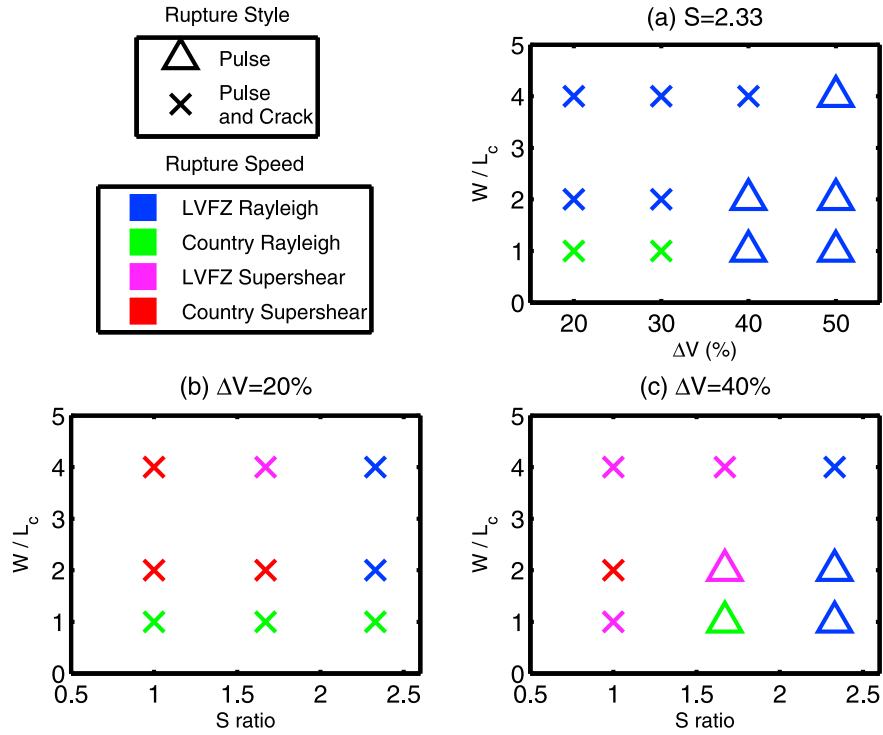 Rupture Style
Pulse
Pulse
and Crack
Rupture Speed
LVFZ Rayleigh
Country Rayleigh
LVFZ Supershear
Country Supershear
(a) S=2.33
5
4
3
2
1
0
W / Lc
20 30 40 50
ΔV (%)
(b) ΔV=20%
5
4
3
2
1
0
W / Lc
0.5 1 1.5 2 2.5
S ratio
(c) ΔV=40%
5
4
3
2
1
0
W / Lc
0.5 1 1.5 2 2.5
S ratio